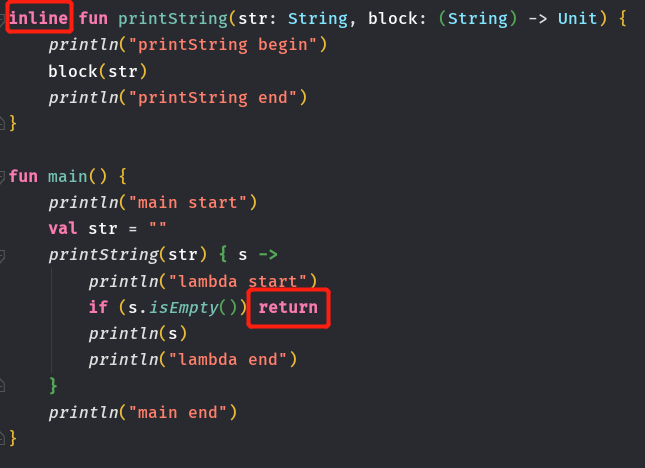 inline fun printString(str: String, block: (String) -> Unit) {
    println("printString begin")
    block(str)
    println("printString end")
}
fun main() {
    println("main start")
    val str = ""
    printString(str) { s ->
        println("lambda start")
        if (s.isEmpty()) return
        println(s)
        println("lambda end")
    }
    println("main end")
}